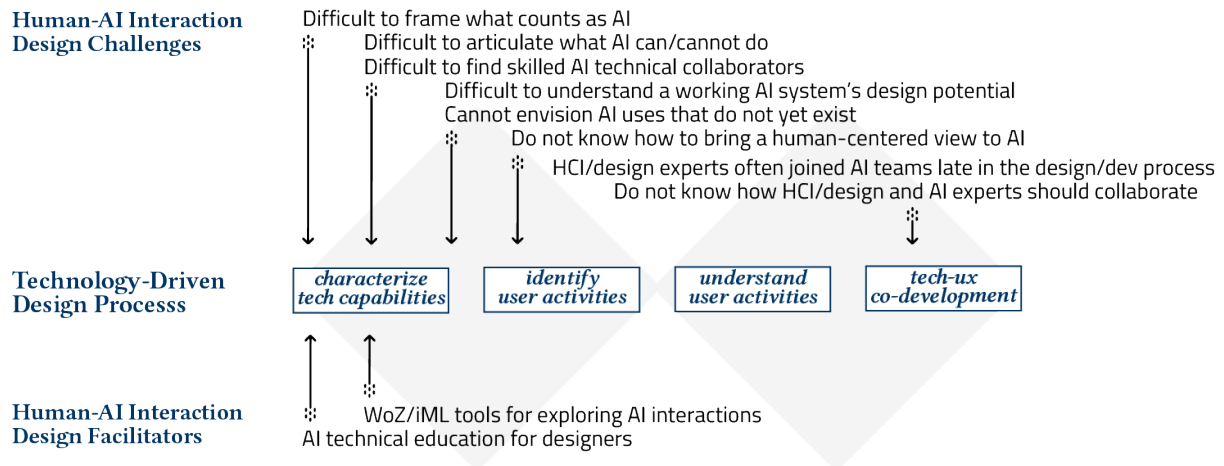 Human-AI Interaction
Design Challenges
Difficult to frame what counts as AI
Difficult to articulate what AI can/cannot do
Difficult to find skilled AI technical collaborators
Difficult to understand a working AI system's design potential
Cannot envision AI uses that do not yet exist
Do not know how to bring a human-centered view to AI
HCI/design experts often joined AI teams late in the design/dev process
Do not know how HCI/design and AI experts should collaborate
Technology-Driven
Design Processs
characterize
tech capabilities
identify
user activities
understand
user activities
tech-ux
co-development
Human-AI Interaction
Design Facilitators
WoZ/iML tools for exploring AI interactions
AI technical education for designers